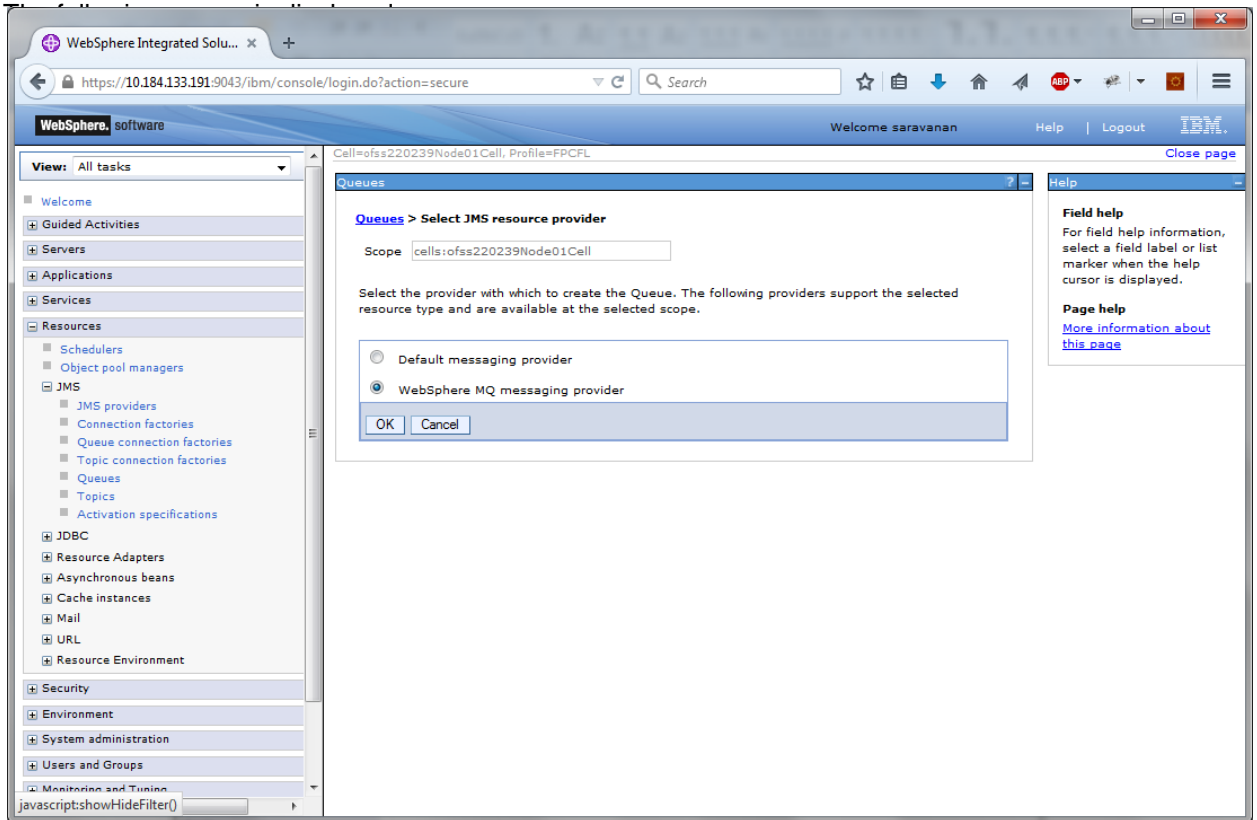 WebSphere Integrated Solu... × +
https://10.184.133.191:9043/ibm/console/login.do?action=secure
Search
ABP
WebSphere. software
Welcome saravanan
Help | Logout
IBM.
View: All tasks
Cell=ofss220239Node01Cell, Profile=FPCFL
Close page
Welcome
Guided Activities
Servers
Applications
Services
Resources
Schedulers
Object pool managers
JMS
JMS providers
Connection factories
Queue connection factories
Topic connection factories
Queues
Topics
Activation specifications
JDBC
Resource Adapters
Asynchronous beans
Cache instances
Mail
URL
Resource Environment
Security
Environment
System administration
Users and Groups
Monitoring and Tuning
javascript:showHideFilter()
Queues ? -
Queues > Select JMS resource provider
Scope cells:ofss220239Node01Cell
Select the provider with which to create the Queue. The following providers support the selected
resource type and are available at the selected scope.
Default messaging provider
WebSphere MQ messaging provider
OK Cancel
Help -
Field help
For field help information,
select a field label or list
marker when the help
cursor is displayed.
Page help
More information about
this page